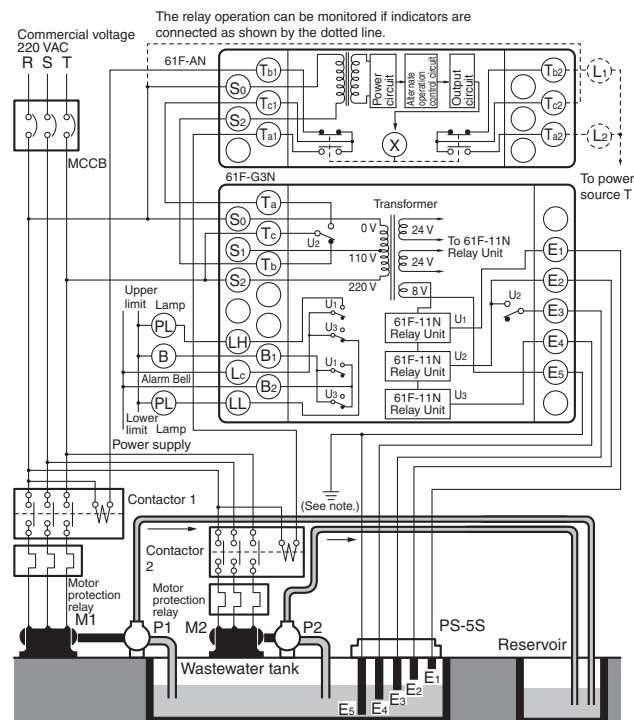 The relay operation can be monitored if indicators are
connected as shown by the dotted line.
Commercial voltage
220 VAC
R S T
MCCB
61F-AN
Tb1
S0
Tc1
S2
Ta1
Power
circuit
Alternate
operation
control circuit
Output
circuit
X
Tb2
Tc2
Ta2
L1
L2
To power
source T
61F-G3N
Ta
S0
Tc
S1
Tb
S2
U2
Transformer
0 V
110 V
220 V
24 V
24 V
8 V
To 61F-11N
Relay Unit
E1
E2
E3
E4
E5
U2
61F-11N
Relay Unit
U1
61F-11N
Relay Unit
U2
61F-11N
Relay Unit
U3
Upper
limit
Lamp
PL
B
Alarm Bell
PL
Lower
limit
Lamp
Power supply
LH
B1
Lc
B2
LL
U1
U3
U1
U3
(See note.)
Contactor 1
Contactor
2
Motor
protection
relay
Motor
protection
relay
M1
P1
M2
P2
PS-5S
Reservoir
Wastewater tank
E5
E4
E3
E2
E1